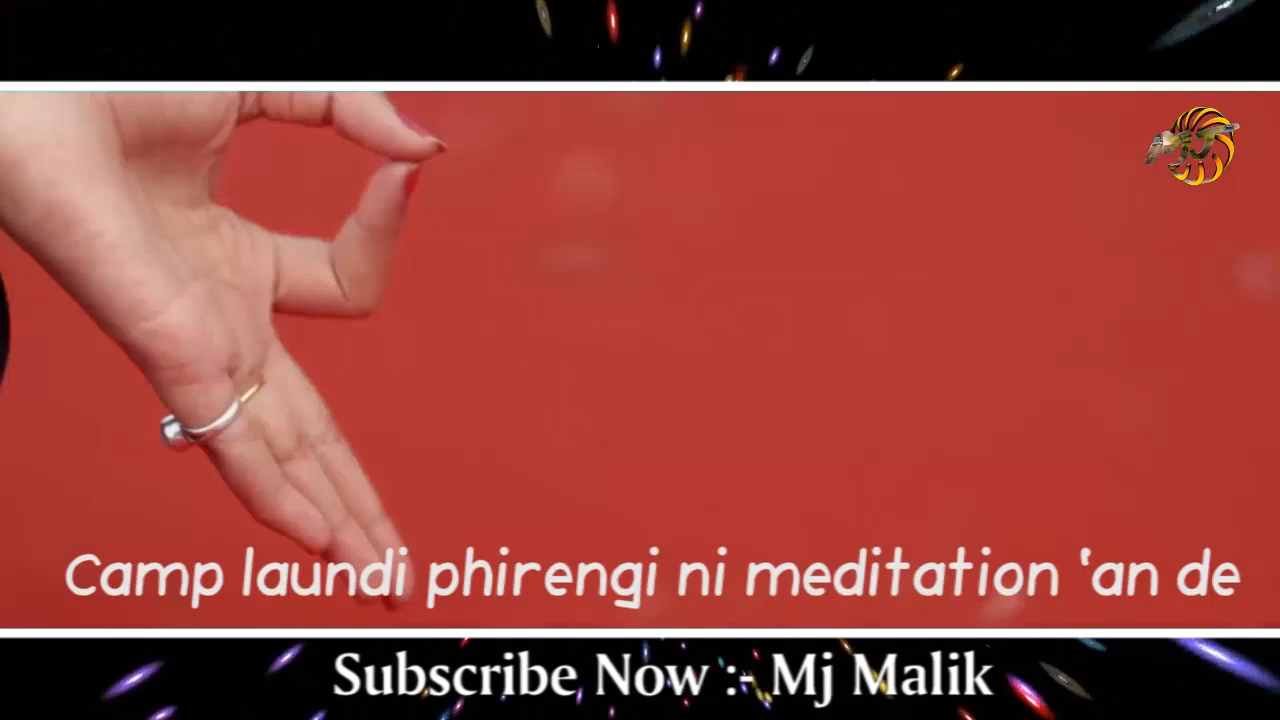 Camp laundi phirengi ni meditation ‘an de
Subscribe Now :- Mj Malik